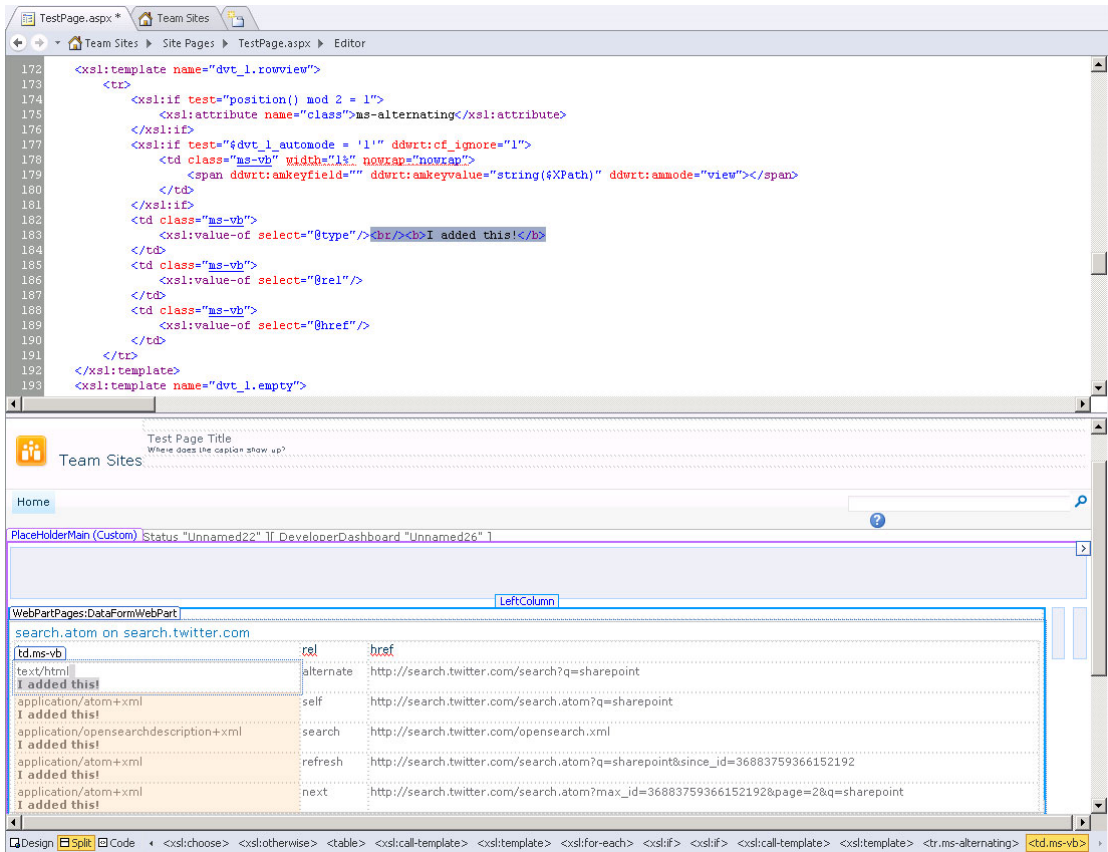 TestPage.aspx * Team Sites
Team Sites Site Pages TestPage.aspx Editor
172 <xsl:template name="dvt_1.rowview">
173 <tr>
174 <xsl:if test="position() mod 2 = 1">
175 <xsl:attribute name="class">ms-alternating</xsl:attribute>
176 </xsl:if>
177 <xsl:if test="$dvt_1_automode = '1'" ddwrt:cf_ignore="1">
178 <td class="ms-vb" width="1%" nowrap="nowrap">
179 <span ddwrt:amkeyfield="" ddwrt:amkeyvalue="string($XPath)" ddwrt:ammode="view"></span>
180 </td>
181 </xsl:if>
182 <td class="ms-vb">
183 <xsl:value-of select="@type"/><br/><b>I added this!</b>
184 </td>
185 <td class="ms-vb">
186 <xsl:value-of select="@rel"/>
187 </td>
188 <td class="ms-vb">
189 <xsl:value-of select="@href"/>
190 </td>
191 </tr>
192 </xsl:template>
193 <xsl:template name="dvt_1.empty">
Test Page Title
Where does the caption show up?
Team Sites
Home
PlaceHolderMain (Custom) Status "Unnamed22" ][ DeveloperDashboard "Unnamed26" ]
LeftColumn
WebPartPages:DataFormWebPart
search.atom on search.twitter.com
td.ms-vb rel href
text/html alternate http://search.twitter.com/search?q=sharepoint
I added this!
application/atom+xml self http://search.twitter.com/search.atom?q=sharepoint
I added this!
application/opensearchdescription+xml search http://search.twitter.com/opensearch.xml
I added this!
application/atom+xml refresh http://search.twitter.com/search.atom?q=sharepoint&since_id=36883759366152192
I added this!
application/atom+xml next http://search.twitter.com/search.atom?max_id=36883759366152192&page=2&q=sharepoint
I added this!
Design Split Code <xsl:choose> <xsl:otherwise> <table> <xsl:call-template> <xsl:template> <xsl:for-each> <xsl:if> <xsl:if> <xsl:call-template> <xsl:template> <tr.ms-alternating> <td.ms-vb>